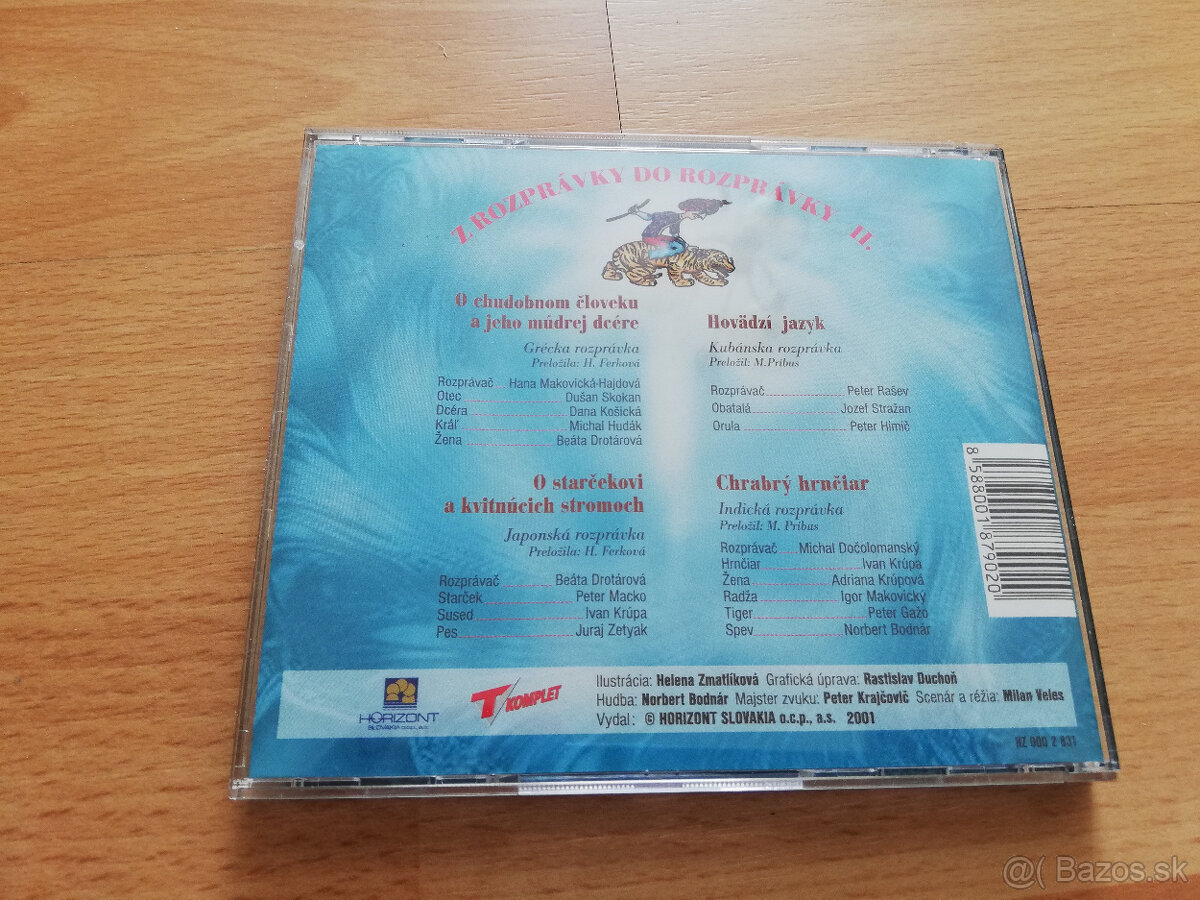 Z ROZPRÁVKY DO ROZPRÁVKY II.
O chudobnom človeku
a jeho múdrej dcére
Grécka rozprávka
Preložila: H. Ferková
Rozprávač Hana Makovická-Hajdová
Otec Dušan Skokan
Dcéra Dana Košická
Kráľ Michal Hudák
Žena Beáta Drotárová
Hovädzí jazyk
Kubánska rozprávka
Preložil: M.Pribus
Rozprávač Peter Rašev
Obatalá Jozef Stražan
Orula Peter Himič
O starčekovi
a kvitnúcich stromoch
Japonská rozprávka
Preložila: H. Ferková
Rozprávač Beáta Drotárová
Starček Peter Macko
Sused Ivan Krúpa
Pes Juraj Zetyák
Chrabrý hrnčiar
Indická rozprávka
Preložil: M. Pribus
Rozprávač Michal Dočolomanský
Hrnčiar Ivan Krúpa
Žena Adriana Krúpová
Radža Igor Makovický
Tiger Peter Gažo
Spev Norbert Bodnár
8 588001 879020
HORIZONT
T/KOMPLET
Ilustrácia: Helena Zmatlíková Grafická úprava: Rastislav Duchoň
Hudba: Norbert Bodnár Majster zvuku: Peter Krajčovič Scenár a réžia: Milan Veles
Vydal: © HORIZONT SLOVAKIA o.c.p., a.s. 2001
HZ 000 2 831
@( Bazos.sk